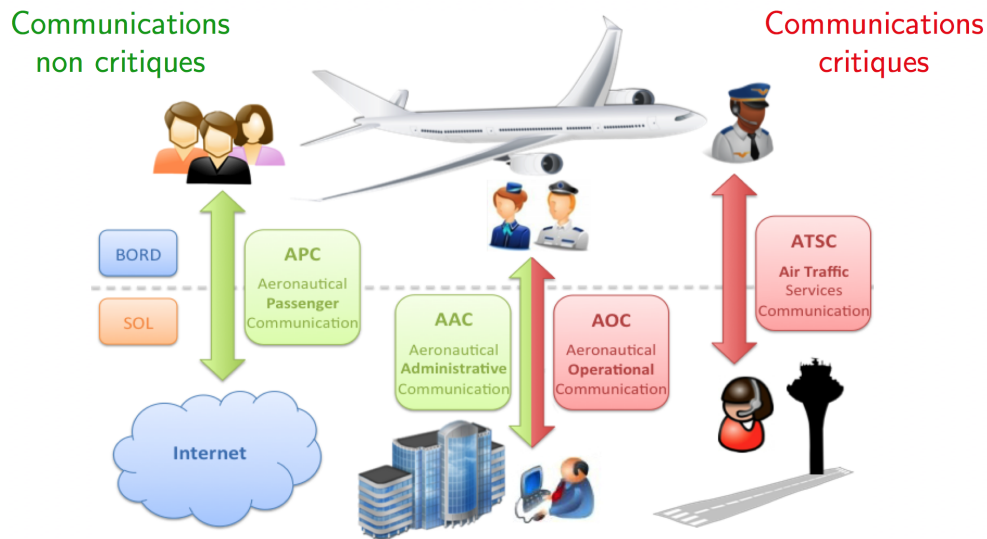 Communications
non critiques
Communications
critiques
BORD
SOL
APC
Aeronautical
Passenger
Communication
AAC
Aeronautical
Administrative
Communication
AOC
Aeronautical
Operational
Communication
ATSC
Air Traffic
Services
Communication
Internet